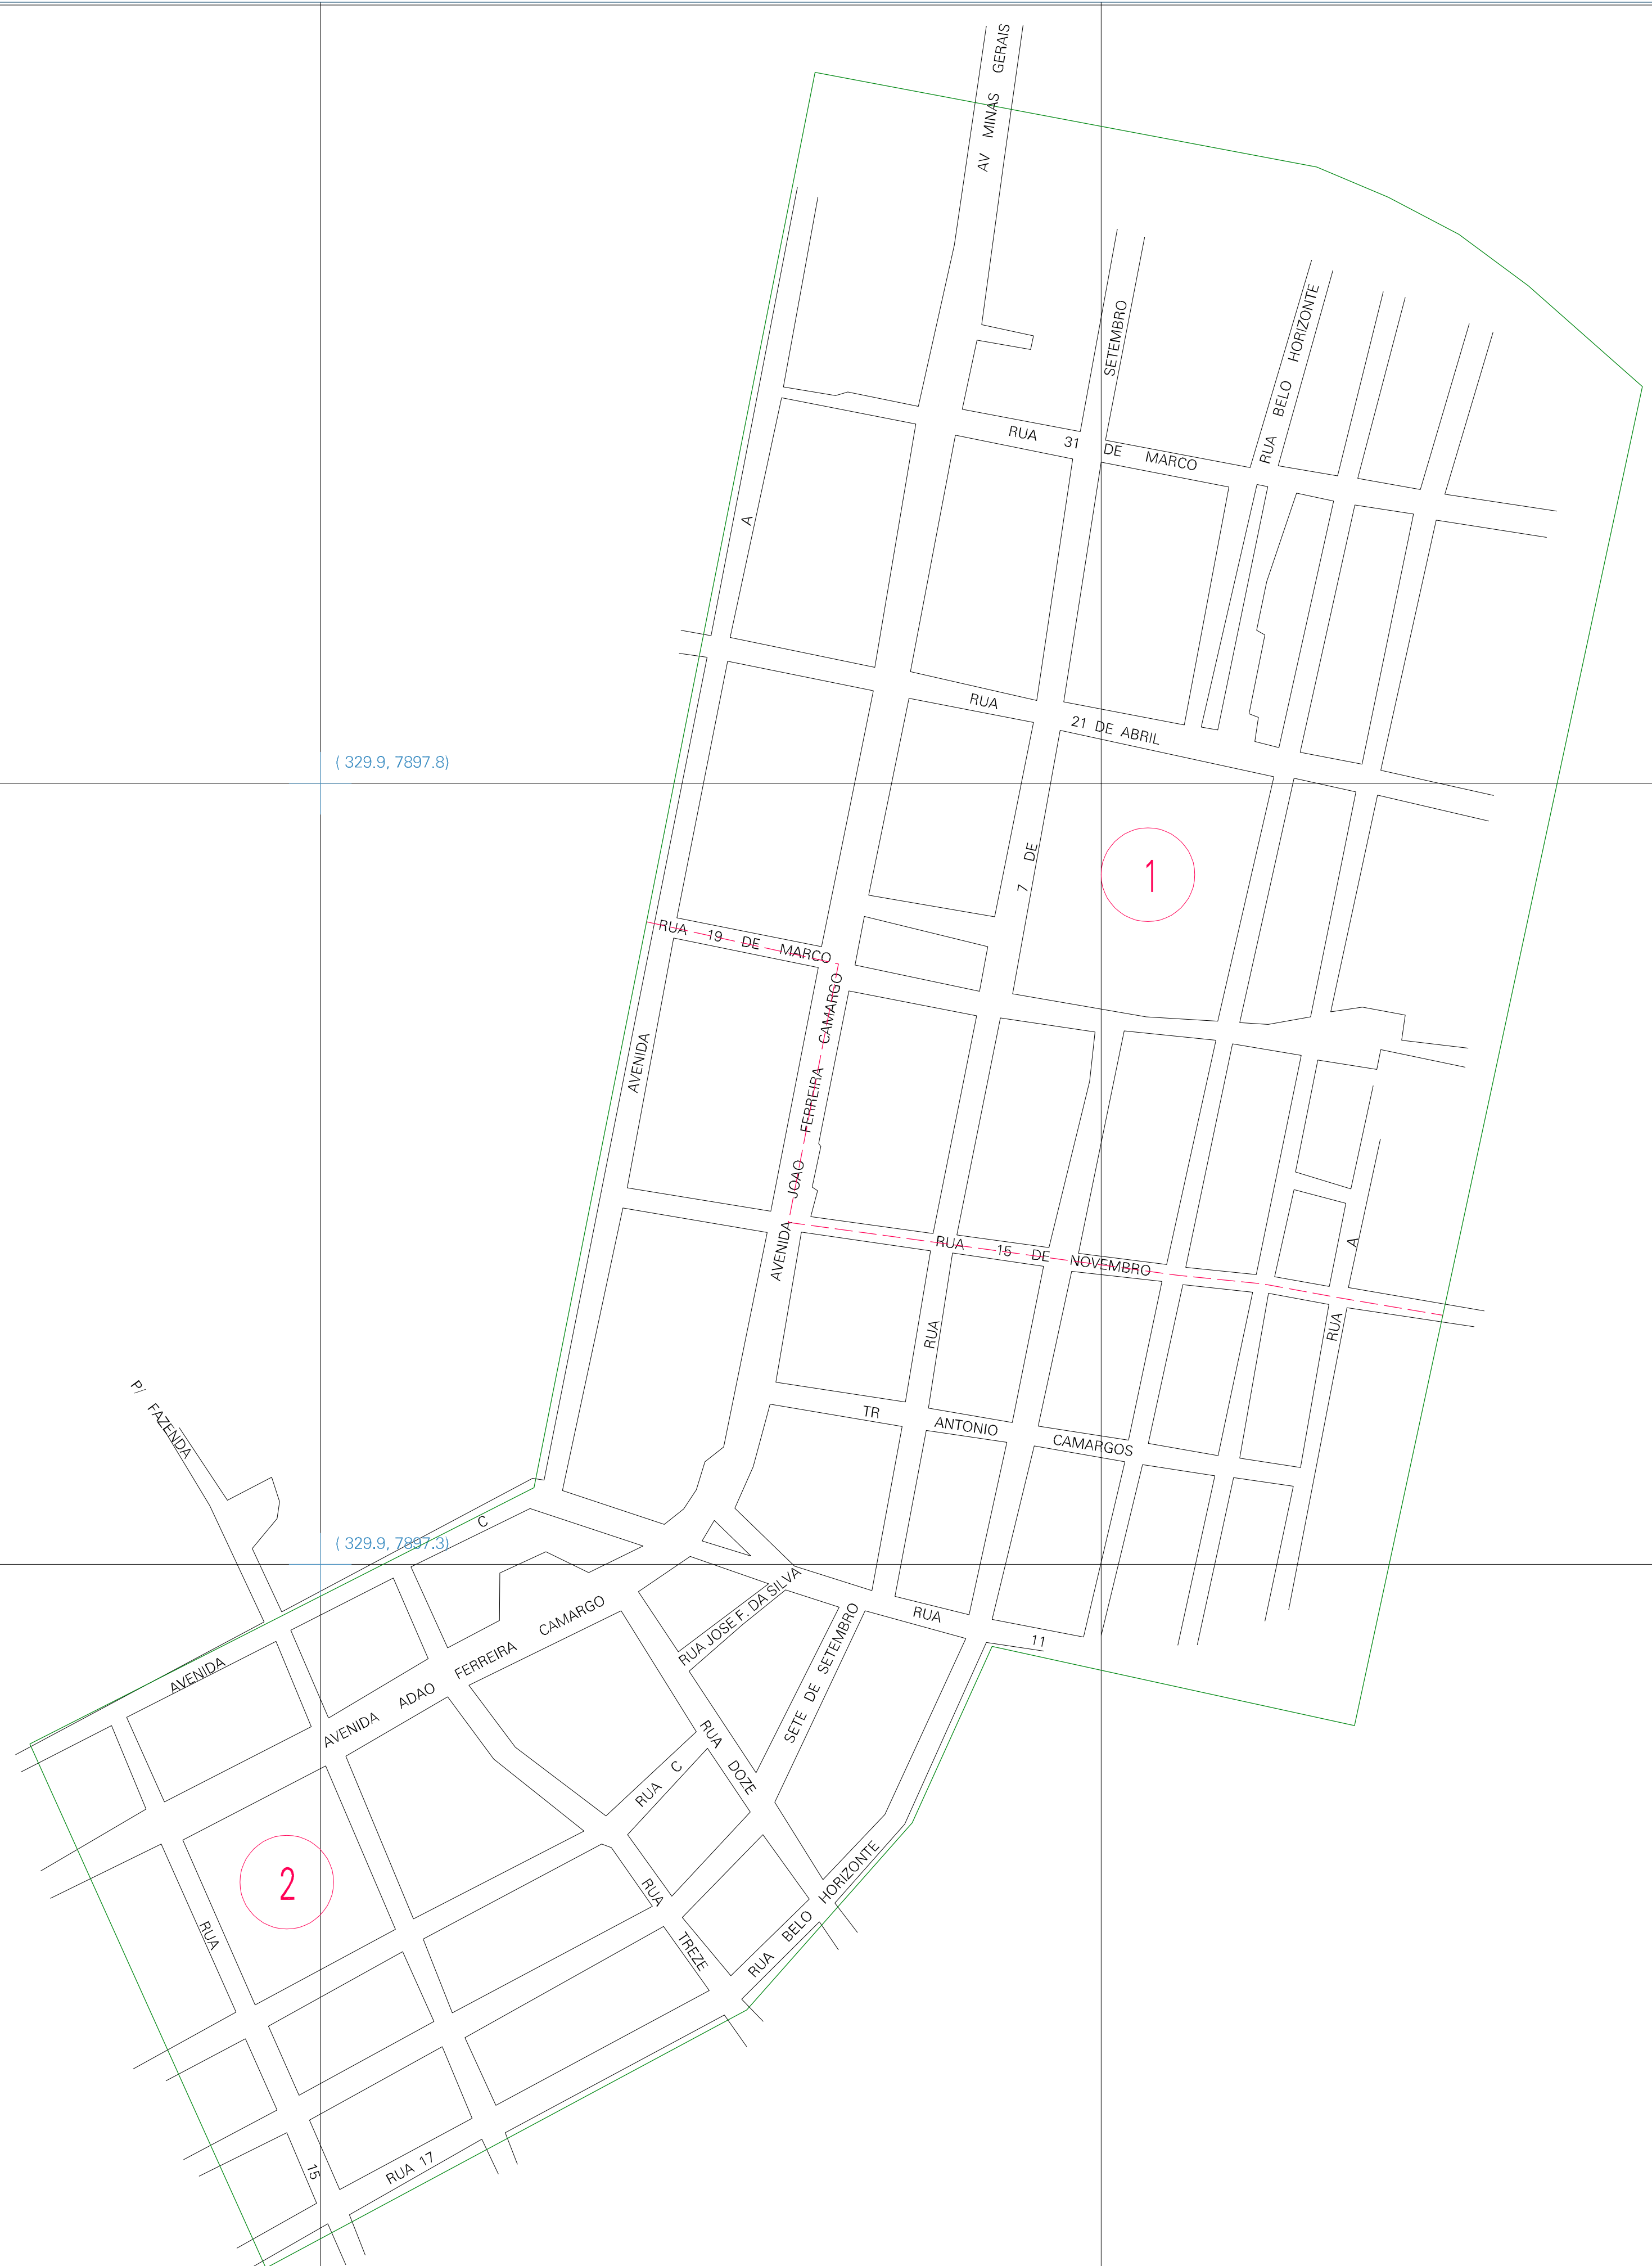 AV MINAS GERAIS
SETEMBRO
RUA BELO HORIZONTE
RUA 31 DE MARCO
A
RUA 21 DE ABRIL
( 329.9, 7897.8)
7 DE
1
RUA 19 DE MARCO
AVENIDA
AVENIDA JOAO FERREIRA CAMARGO
RUA 15 DE NOVEMBRO
A
RUA
RUA
P/ FAZENDA
TR ANTONIO CAMARGOS
C
( 329.9, 7897.3)
AVENIDA
AVENIDA ADAO FERREIRA CAMARGO
RUA JOSE F. DA SILVA
SETE DE SETEMBRO
RUA 11
RUA DOZE
RUA C
2
RUA
15
RUA TREZE
RUA BELO HORIZONTE
RUA 17